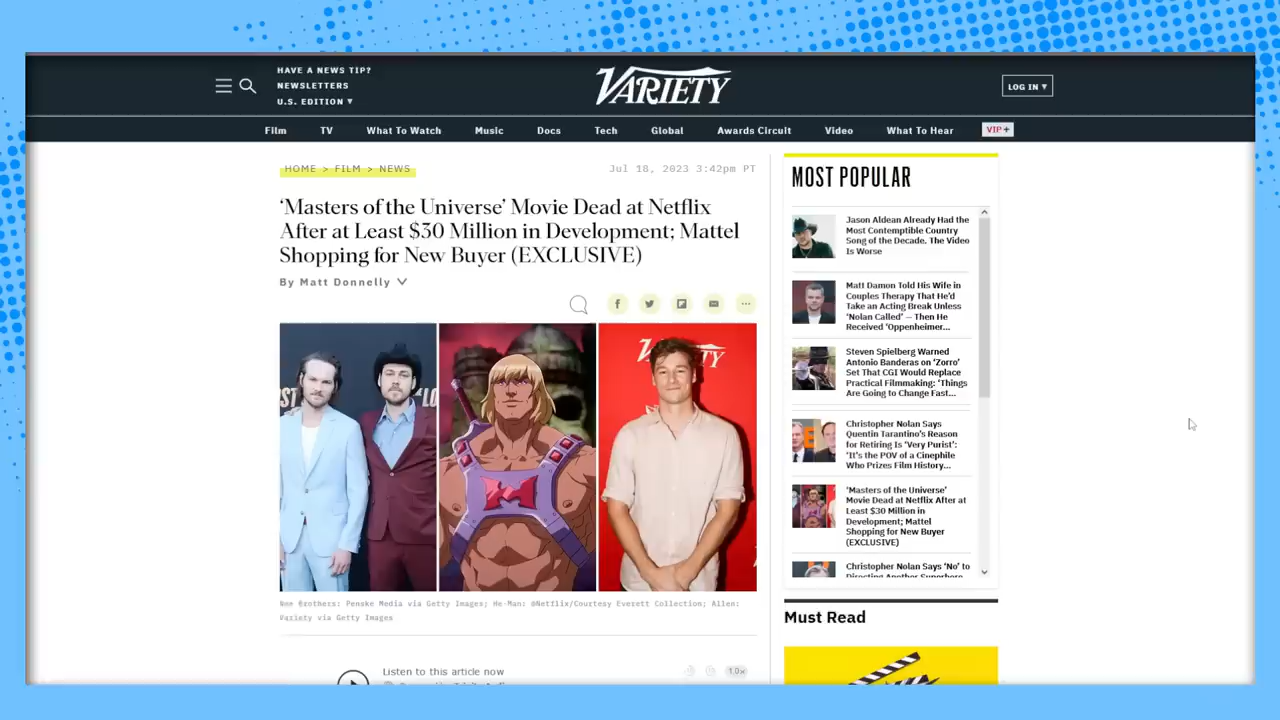 HAVE A NEWS TIP?
NEWSLETTERS
U.S. EDITION ▾
VARIETY
LOG IN ▾
Film TV What To Watch Music Docs Tech Global Awards Circuit Video What To Hear VIP+
HOME > FILM > NEWS
Jul 18, 2023 3:42pm PT
‘Masters of the Universe’ Movie Dead at Netflix
After at Least $30 Million in Development; Mattel
Shopping for New Buyer (EXCLUSIVE)
By Matt Donnelly
VARIETY
LO
Brothers: Penske Media via Getty Images; He-Man: ©Netflix/Courtesy Everett Collection; Allen:
Variety via Getty Images
Listen to this article now
1.0x
MOST POPULAR
Jason Aldean Already Had the
Most Contemptible Country
Song of the Decade. The Video
Is Worse
Matt Damon Told His Wife in
Couples Therapy That He’d
Take an Acting Break Unless
‘Nolan Called’ — Then He
Received ‘Oppenheimer...
Steven Spielberg Warned
Antonio Banderas on ‘Zorro’
Set That CGI Would Replace
Practical Filmmaking: ‘Things
Are Going to Change Fast...
Christopher Nolan Says
Quentin Tarantino’s Reason
for Retiring Is ‘Very Purist’:
‘It’s the POV of a Cinephile
Who Prizes Film History...
‘Masters of the Universe’
Movie Dead at Netflix After at
Least $30 Million in
Development; Mattel
Shopping for New Buyer
(EXCLUSIVE)
Christopher Nolan Says ‘No’ to
Directing Another Superhero
Must Read